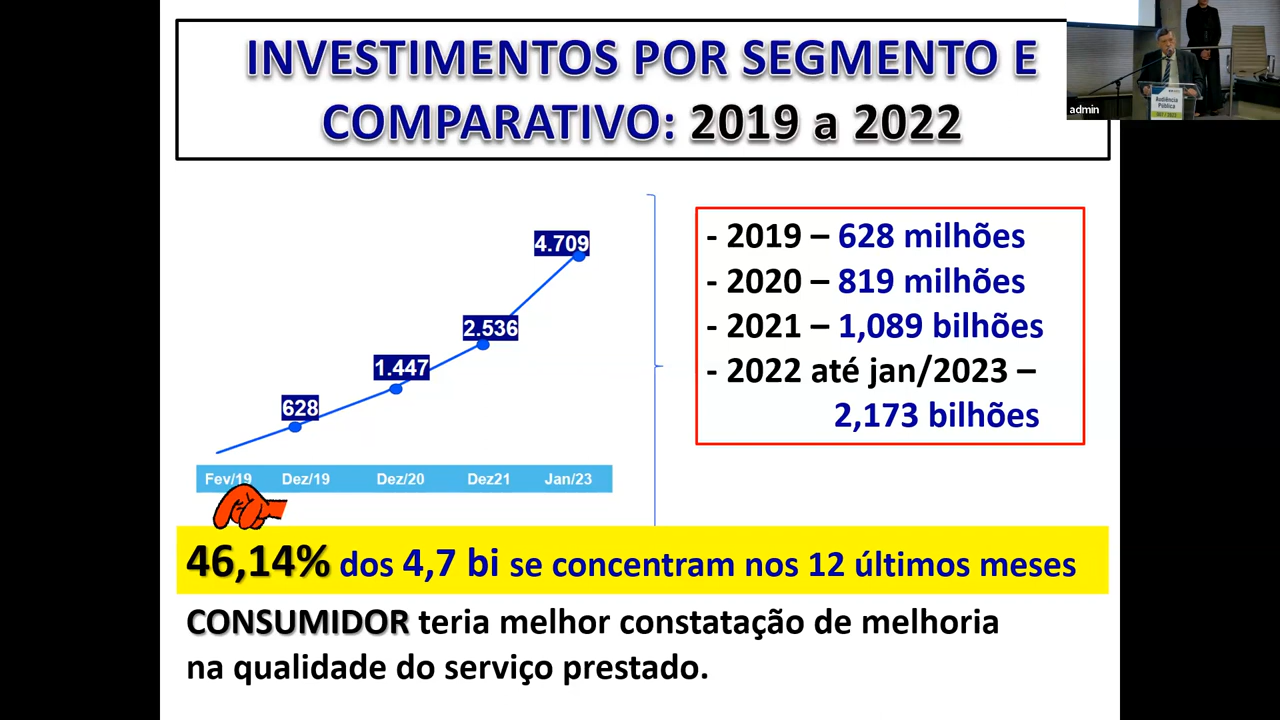 INVESTIMENTOS POR SEGMENTO E
COMPARATIVO: 2019 a 2022
admin
Audiência
Pública
4.709
2.536
1.447
628
Fev/19 Dez/19 Dez/20 Dez21 Jan/23
- 2019 – 628 milhões
- 2020 – 819 milhões
- 2021 – 1,089 bilhões
- 2022 até jan/2023 –
2,173 bilhões
46,14% dos 4,7 bi se concentram nos 12 últimos meses
CONSUMIDOR teria melhor constatação de melhoria
na qualidade do serviço prestado.